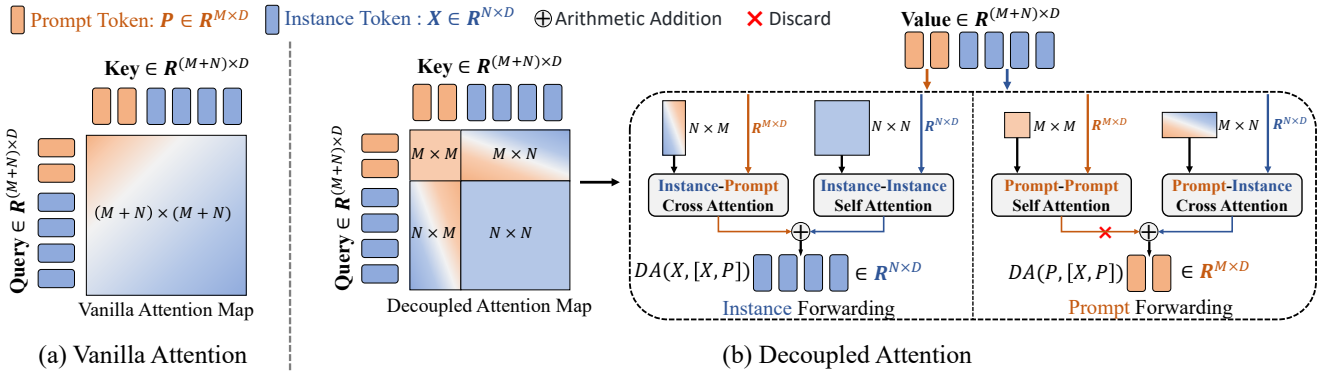 Prompt Token: P ∈ R^{M×D}
Instance Token : X ∈ R^{N×D}
⊕ Arithmetic Addition
Discard
Key ∈ R^{(M+N)×D}
Query ∈ R^{(M+N)×D}
(M + N) × (M + N)
Vanilla Attention Map
(a) Vanilla Attention
Key ∈ R^{(M+N)×D}
Query ∈ R^{(M+N)×D}
M × M
M × N
N × M
N × N
Decoupled Attention Map
Value ∈ R^{(M+N)×D}
N × M
R^{M×D}
N × N
R^{N×D}
Instance-Prompt
Cross Attention
Instance-Instance
Self Attention
DA(X, [X, P])
∈ R^{N×D}
Instance Forwarding
M × M
R^{M×D}
M × N
R^{N×D}
Prompt-Prompt
Self Attention
Prompt-Instance
Cross Attention
DA(P, [X, P])
∈ R^{M×D}
Prompt Forwarding
(b) Decoupled Attention